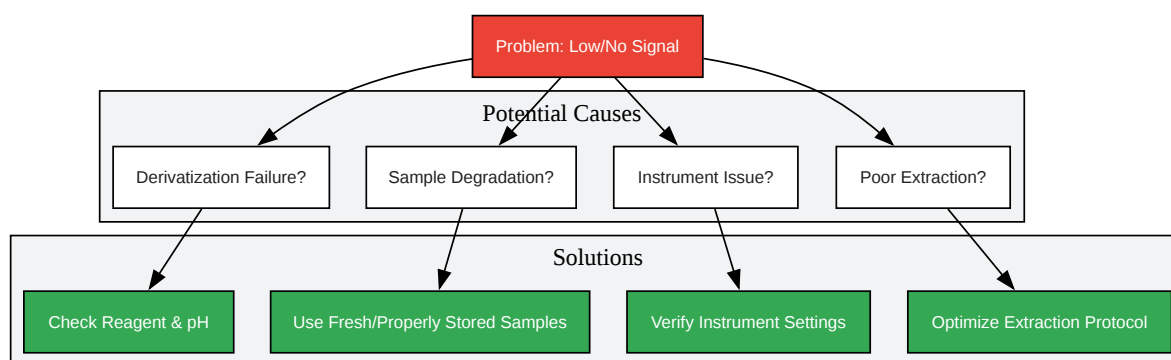 Problem: Low/No Signal
Potential Causes
Derivatization Failure?
Sample Degradation?
Instrument Issue?
Poor Extraction?
Solutions
Check Reagent & pH
Use Fresh/Properly Stored Samples
Verify Instrument Settings
Optimize Extraction Protocol